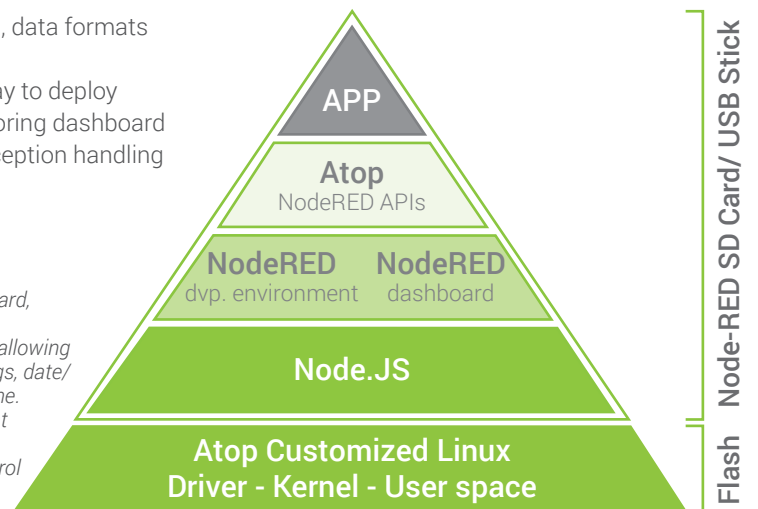 , data formats
ay to deploy
oring dashboard
ception handling
ard,
allowing
gs, date/
ne.
t
rol
APP
Atop
NodeRED APIs
NodeRED NodeRED
dvp. environment dashboard
Node.JS
Atop Customized Linux
Driver - Kernel - User space
Node-RED SD Card/ USB Stick
Flash